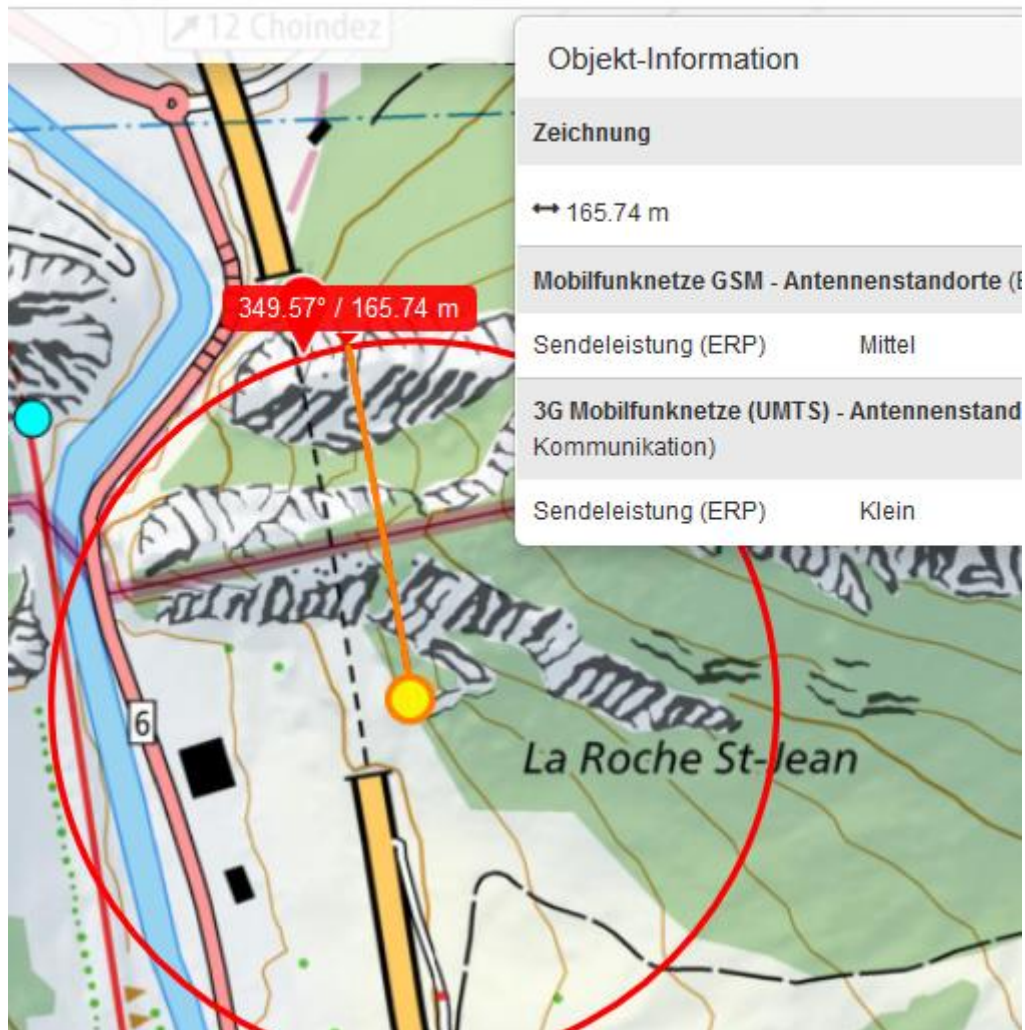 12 Choindez
Objekt-Information
Zeichnung
165.74 m
349.57° / 165.74 m
Mobilfunknetze GSM - Antennenstandorte (
Sendeleistung (ERP) Mittel
3G Mobilfunknetze (UMTS) - Antennenstand
Kommunikation)
Sendeleistung (ERP) Klein
6
La Roche St-Jean